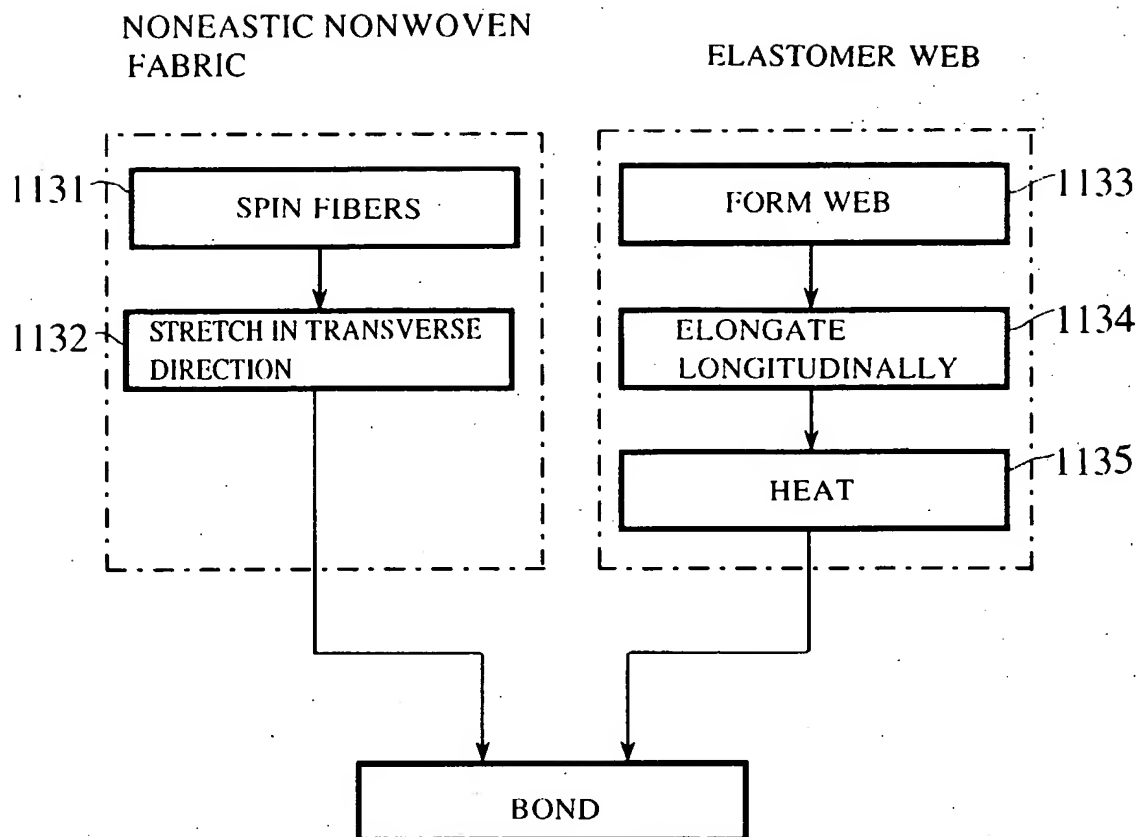 NONEASTIC NONWOVEN
FABRIC
ELASTOMER WEB
1131
SPIN FIBERS
FORM WEB
1133
1132
STRETCH IN TRANSVERSE
DIRECTION
ELONGATE
LONGITUDINALLY
1134
HEAT
1135
BOND